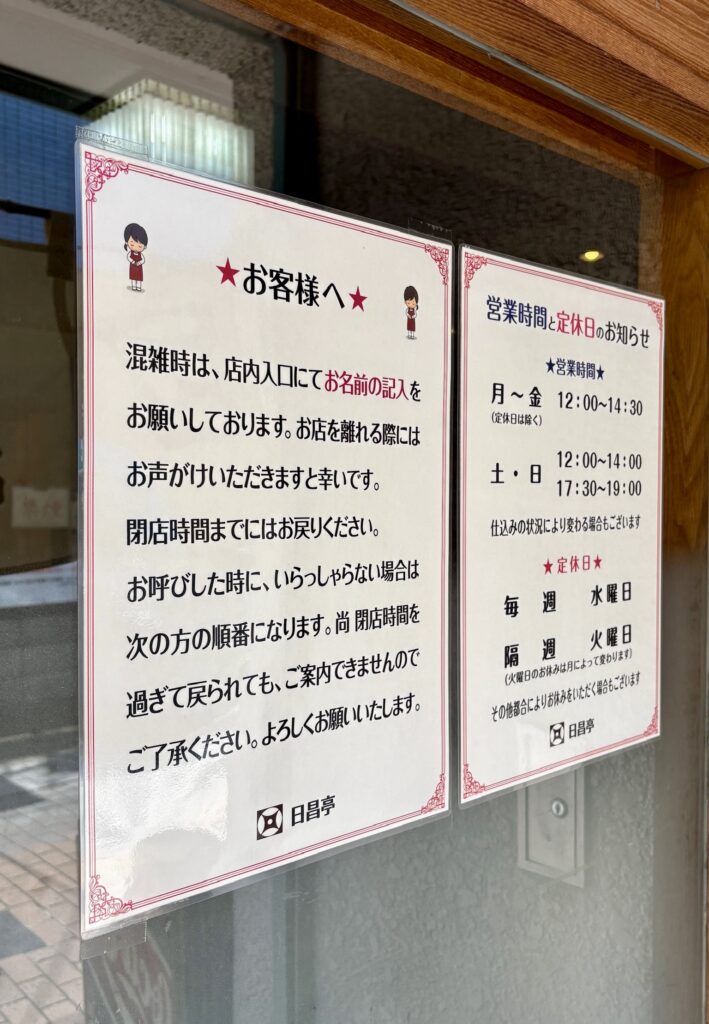 ★お客様へ★
混雑時は、店内入口にてお名前の記入を
お願いしております。お店を離れる際には
お声がけいただきますと幸いです。
閉店時間までにはお戻りください。
お呼びした時に、いらっしゃらない場合は
次の方の順番になります。尚 閉店時間を
過ぎて戻られても、ご案内できませんので
ご了承ください。よろしくお願いいたします。
日昌亭
営業時間と定休日のお知らせ
★営業時間★
月〜金 12:00~14:30
(定休日は除く)
土・日 12:00~14:00
17:30~19:00
仕込みの状況により変わる場合もございます
★定休日★
毎週 水曜日
隔週 火曜日
(火曜日のお休みは月によって変わります)
その他都合によりお休みをいただく場合もございます
日昌亭